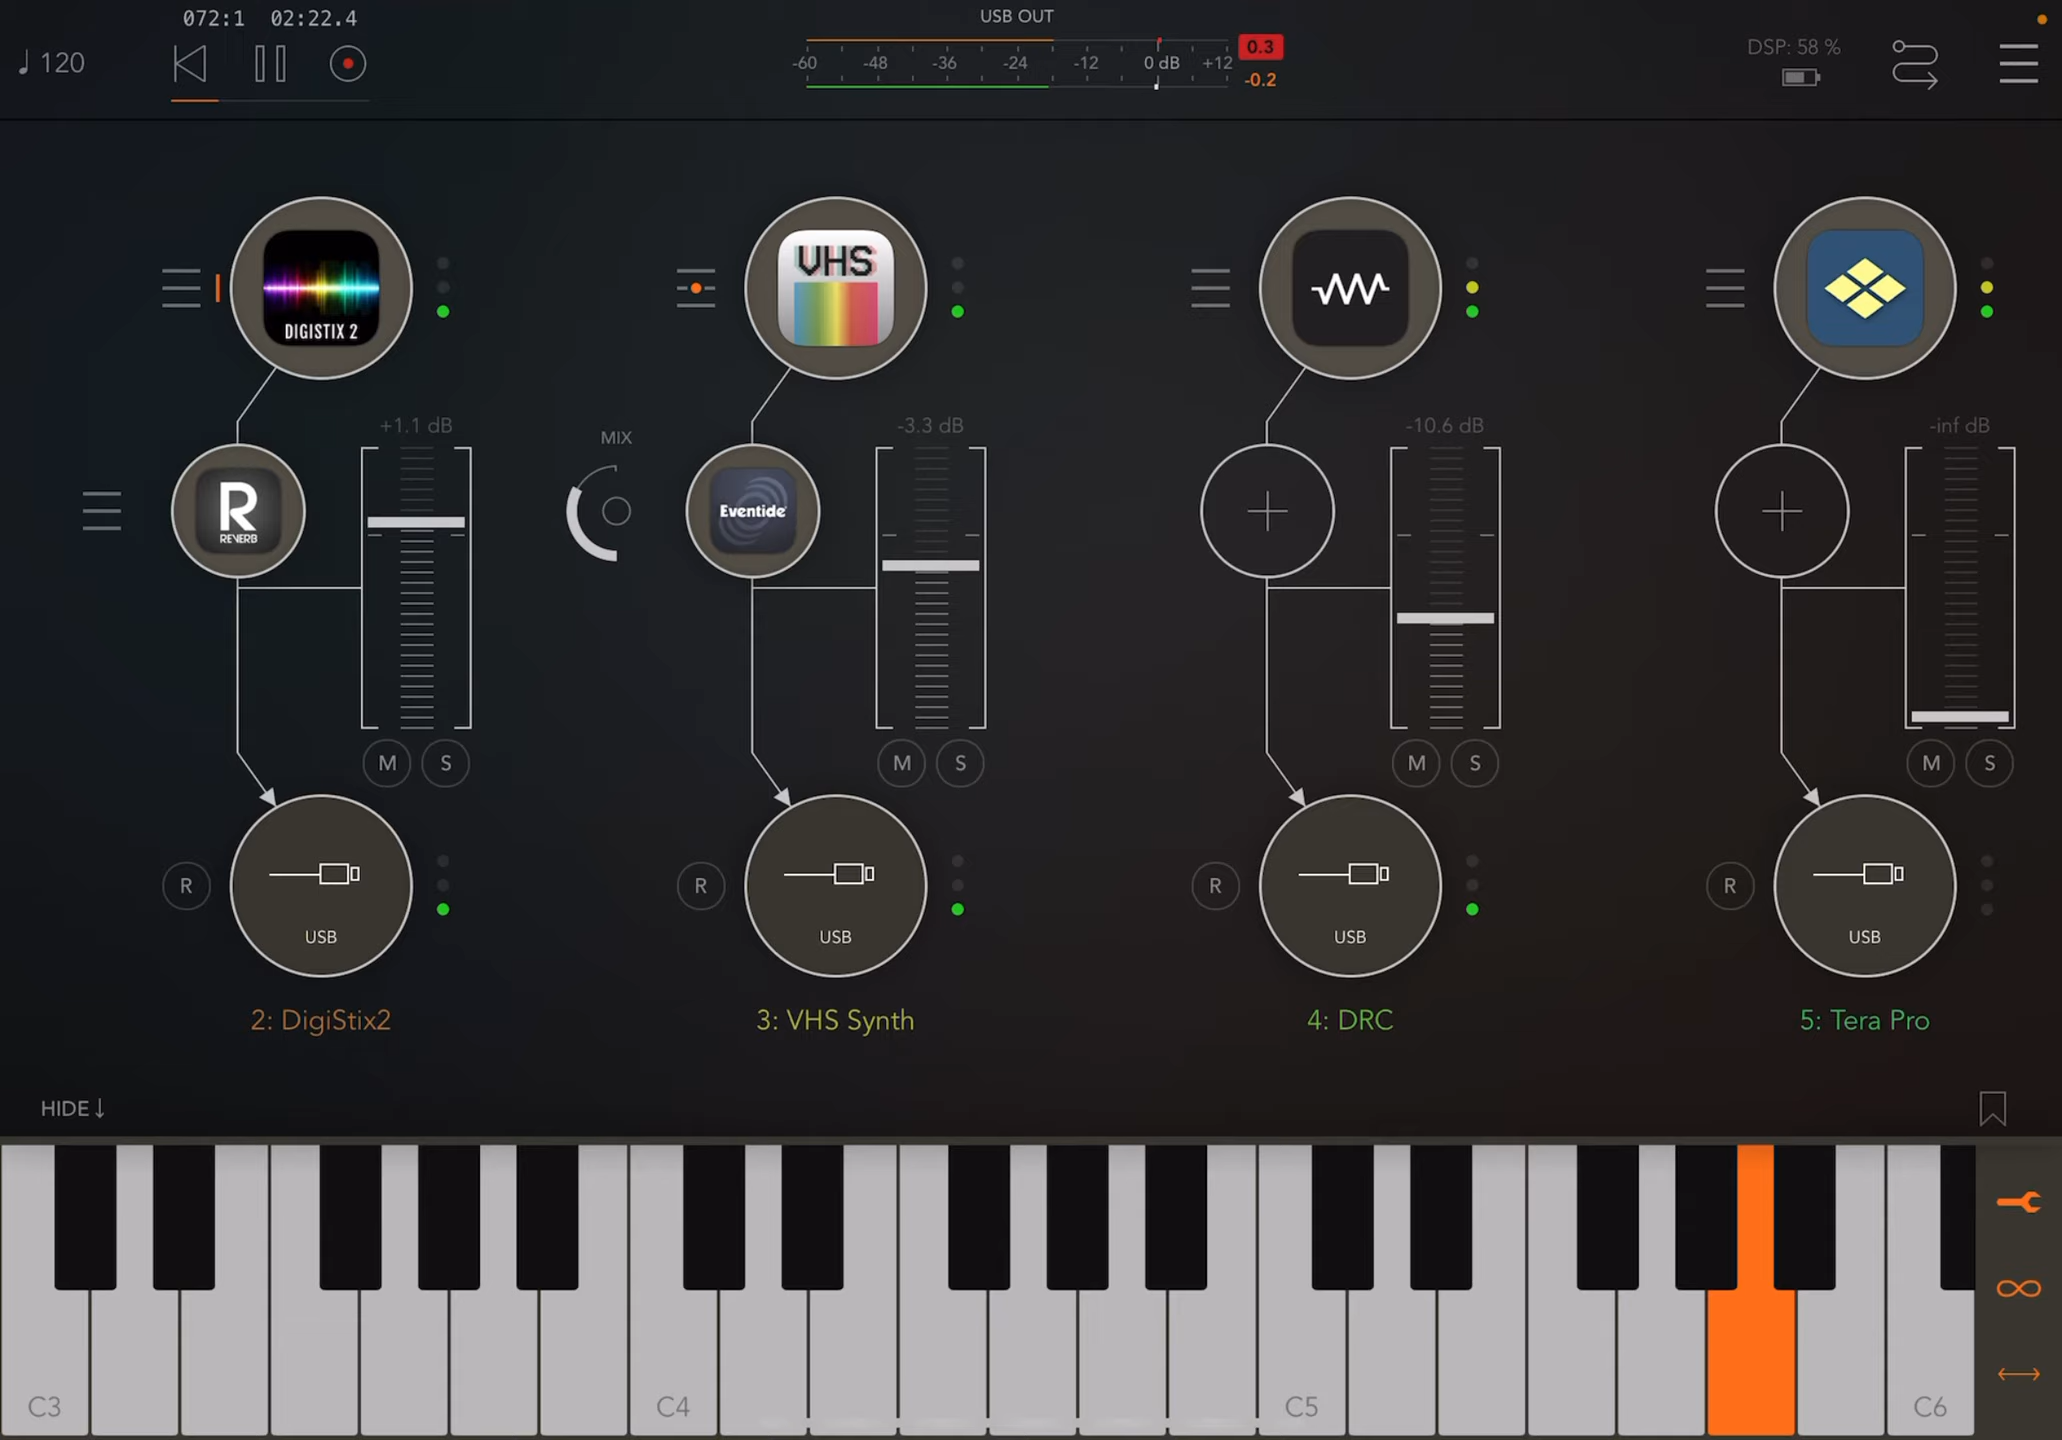 072:1 02:22.4
120
USB OUT
-60 -48 -36 -24 -12 0 dB +12
0.3
-0.2
DSP: 58 %
DIGISTIX 2
VHS
+1.1 dB
-3.3 dB
-10.6 dB
-inf dB
MIX
R
REVERB
Eventide
M S
M S
M S
M S
R
USB
R
USB
R
USB
R
USB
2: DigiStix2
3: VHS Synth
4: DRC
5: Tera Pro
HIDE
C3 C4 C5 C6